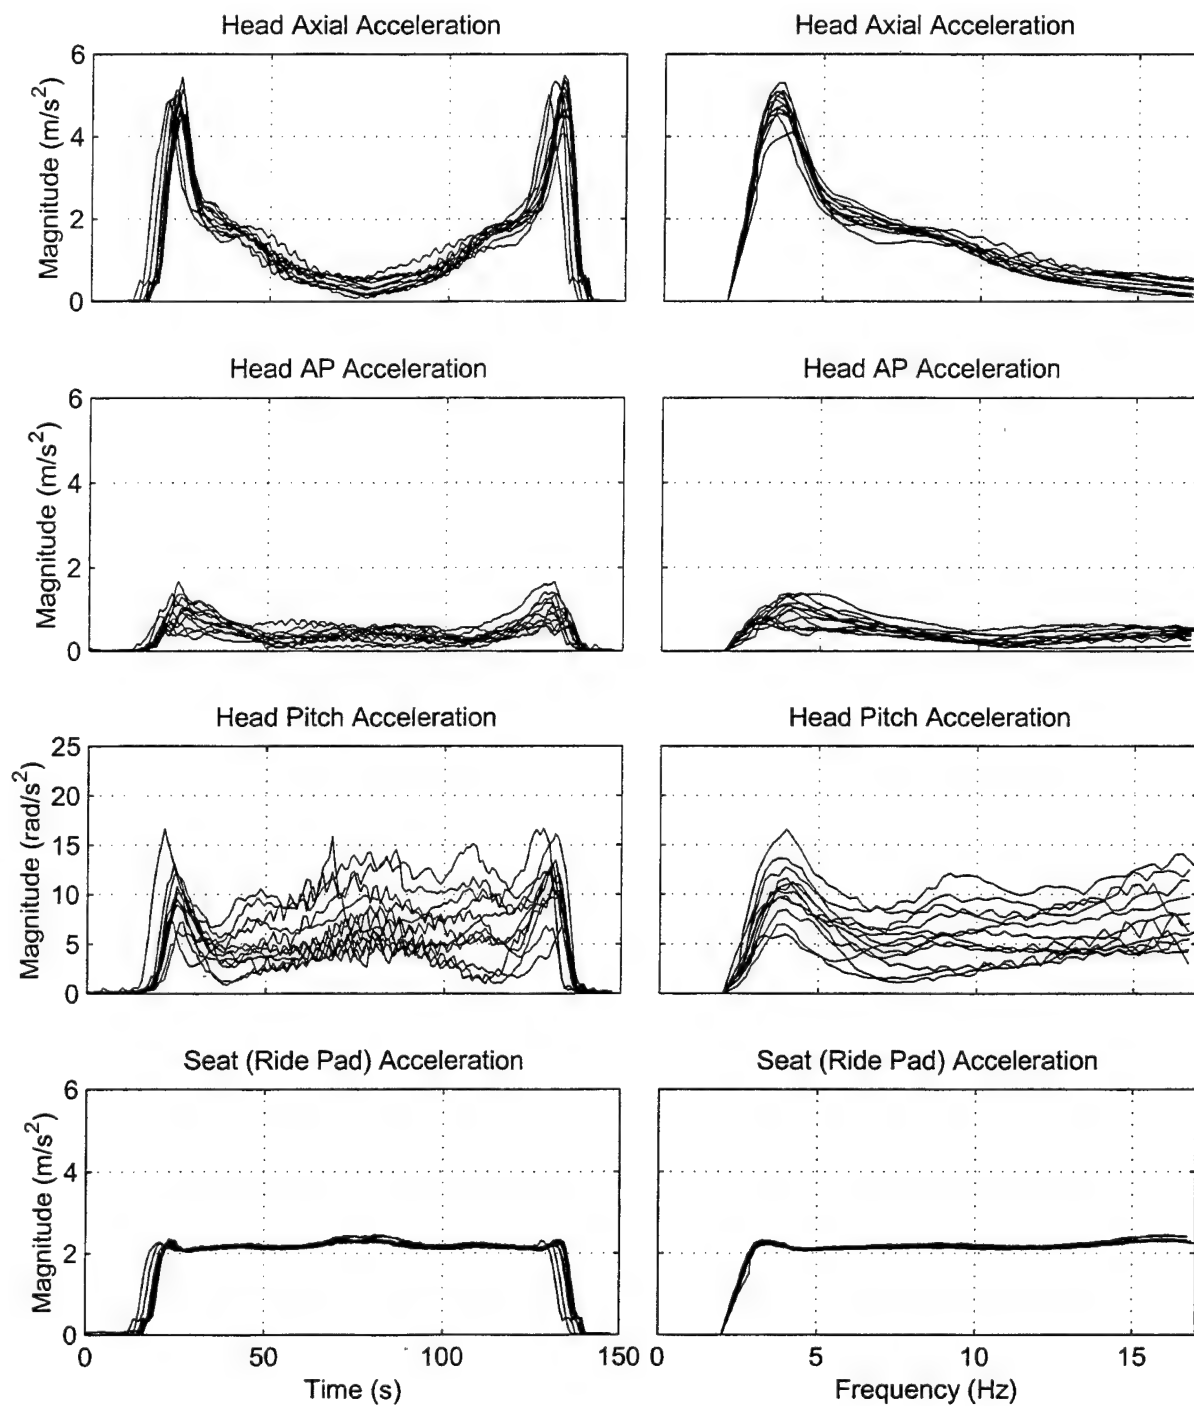 Head Axial Acceleration
Head Axial Acceleration
Magnitude (m/s²)
6
4
2
0
Magnitude (m/s²)
6
4
2
0
Head AP Acceleration
Head AP Acceleration
Magnitude (m/s²)
6
4
2
0
Magnitude (rad/s²)
Head Pitch Acceleration
Head Pitch Acceleration
25
20
15
10
5
0
Seat (Ride Pad) Acceleration
Seat (Ride Pad) Acceleration
0 50 100 150 0 5 10 15
Time (s)
Frequency (Hz)